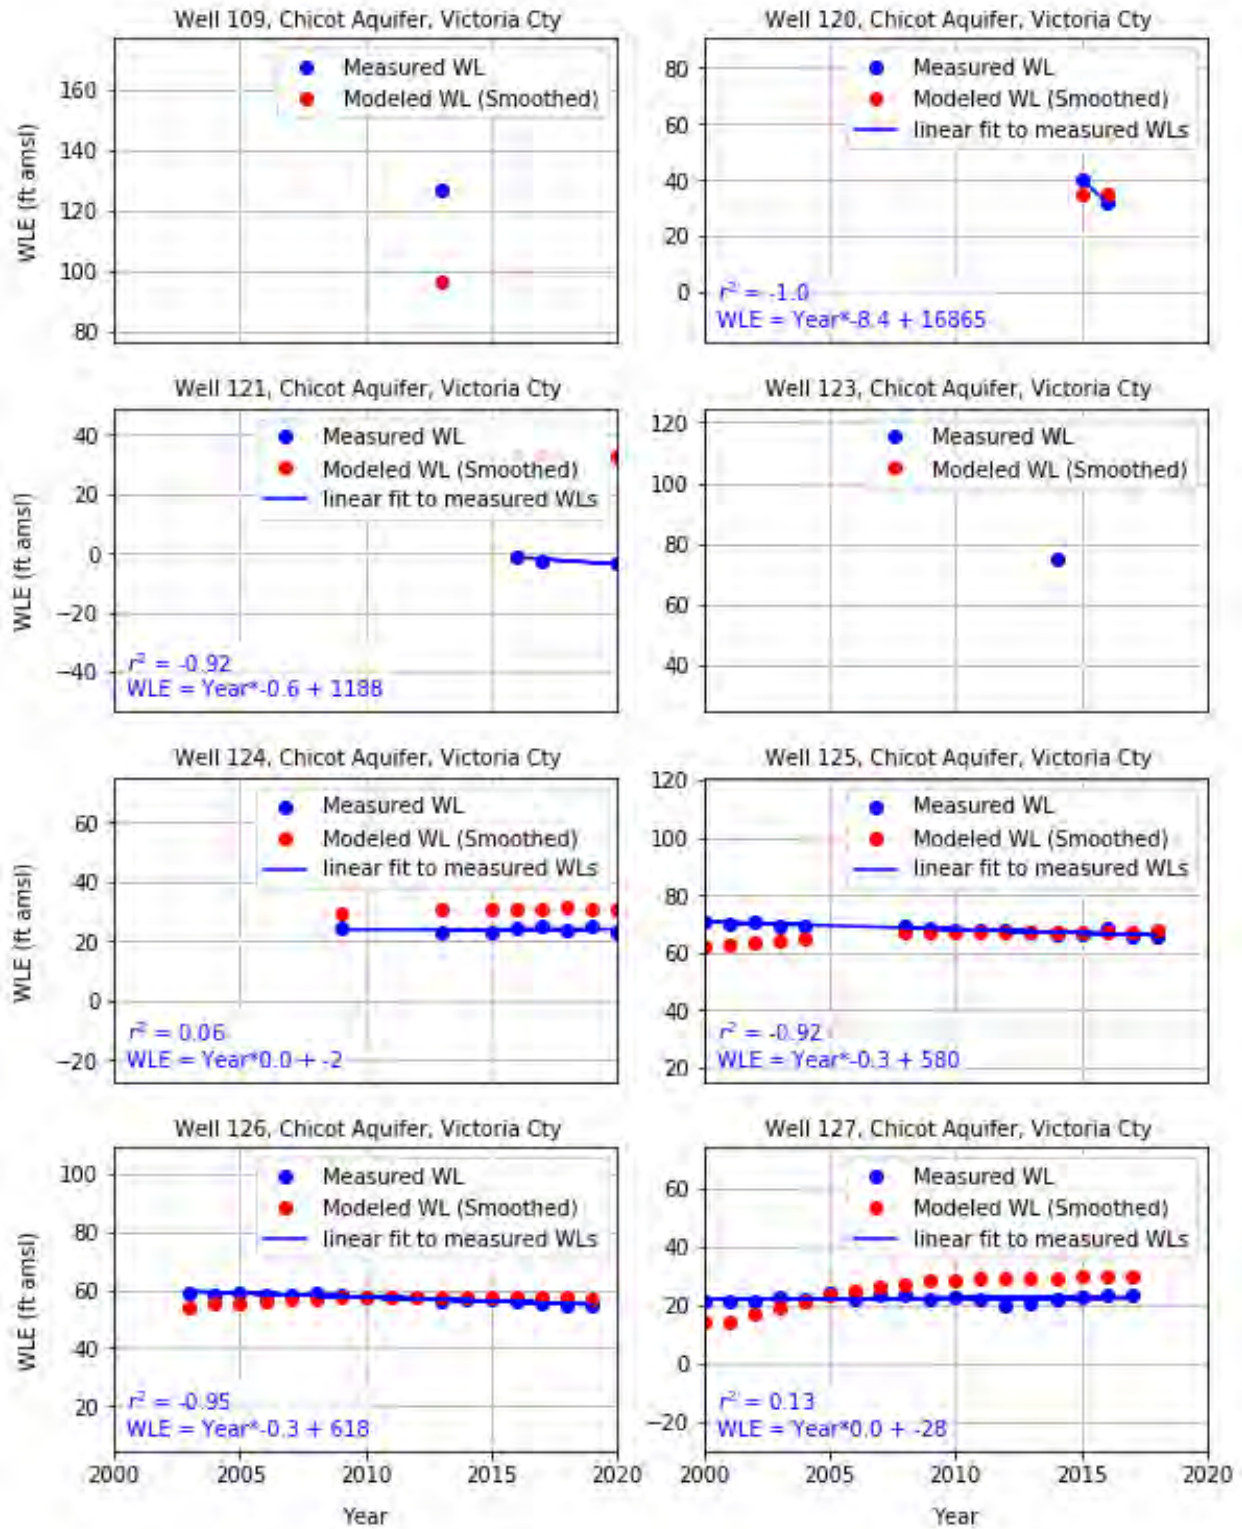 Well 109, Chicot Aquifer, Victoria Cty
Measured WL
Modeled WL (Smoothed)
160
140
120
100
80
WLE (ft amsl)
Well 120, Chicot Aquifer, Victoria Cty
Measured WL
Modeled WL (Smoothed)
linear fit to measured WLs
80
60
40
20
0
r² = -1.0
WLE = Year*-8.4 + 16865
Well 121, Chicot Aquifer, Victoria Cty
Measured WL
Modeled WL (Smoothed)
linear fit to measured WLs
40
20
0
−20
−40
WLE (ft amsl)
r² = -0.92
WLE = Year*-0.6 + 1188
Well 123, Chicot Aquifer, Victoria Cty
Measured WL
Modeled WL (Smoothed)
120
100
80
60
40
Well 124, Chicot Aquifer, Victoria Cty
Measured WL
Modeled WL (Smoothed)
linear fit to measured WLs
60
40
20
0
−20
WLE (ft amsl)
r² = 0.06
WLE = Year*0.0 + -2
Well 125, Chicot Aquifer, Victoria Cty
Measured WL
Modeled WL (Smoothed)
linear fit to measured WLs
120
100
80
60
40
20
r² = -0.92
WLE = Year*-0.3 + 580
Well 126, Chicot Aquifer, Victoria Cty
Measured WL
Modeled WL (Smoothed)
linear fit to measured WLs
100
80
60
40
20
WLE (ft amsl)
r² = -0.95
WLE = Year*-0.3 + 618
2000 2005 2010 2015 2020
Year
Well 127, Chicot Aquifer, Victoria Cty
Measured WL
Modeled WL (Smoothed)
linear fit to measured WLs
60
40
20
0
−20
r² = 0.13
WLE = Year*0.0 + -28
2000 2005 2010 2015 2020
Year